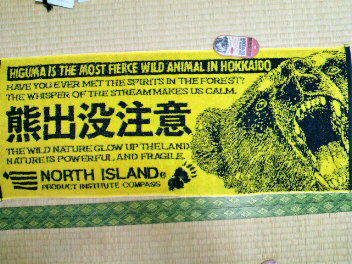 HIGUMA IS THE MOST FIERCE WILD ANIMAL IN HOKKAIDO
HAVE YOU EVER MET THE SPIRITS IN THE FOREST?
THE WHISPER OF THE STREAM MAKES US CALM.
熊出没注意
THE WILD NATURE GLOW UP THE LAND.
NATURE IS POWERFUL AND FRAGILE.
NORTH ISLAND®
PRODUCT INSTITUTE COMPASS